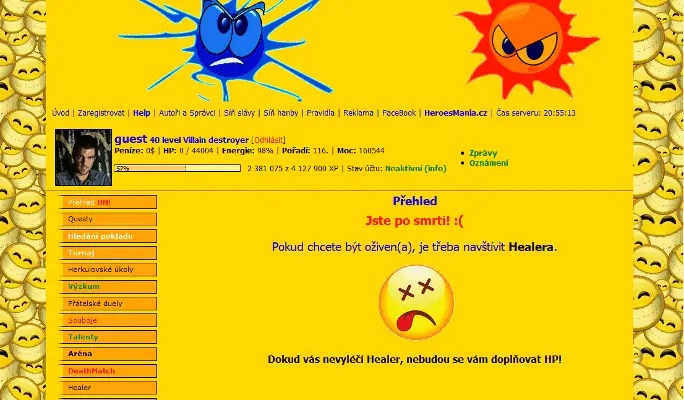 Úvod | Zaregistrovat | Help | Autoři a Správci | Síň slávy | Síň hanby | Pravidla | Reklama | FaceBook | HeroesMania.cz | Čas serveru: 20:55:13
guest 40 level Villain destroyer [Odhlásit]
Peníze: 0$ | HP: 0 / 44004 | Energie: 98% | Pořadí: 116. | Moc: 160544
57% 2 381 075 z 4 127 900 XP | Stav účtu: Neaktivní (info)
Zprávy
Oznámení
Přehled HM!
Questy
Hledání pokladu
Turnaj
Herkulovské úkoly
Výzkum
Přátelské duely
Souboje
Talenty
Aréna
DeathMatch
Healer
Přehled
Jste po smrti! :(
Pokud chcete být oživen(a), je třeba navštívit Healera.
Dokud vás nevyléčí Healer, nebudou se vám doplňovat HP!